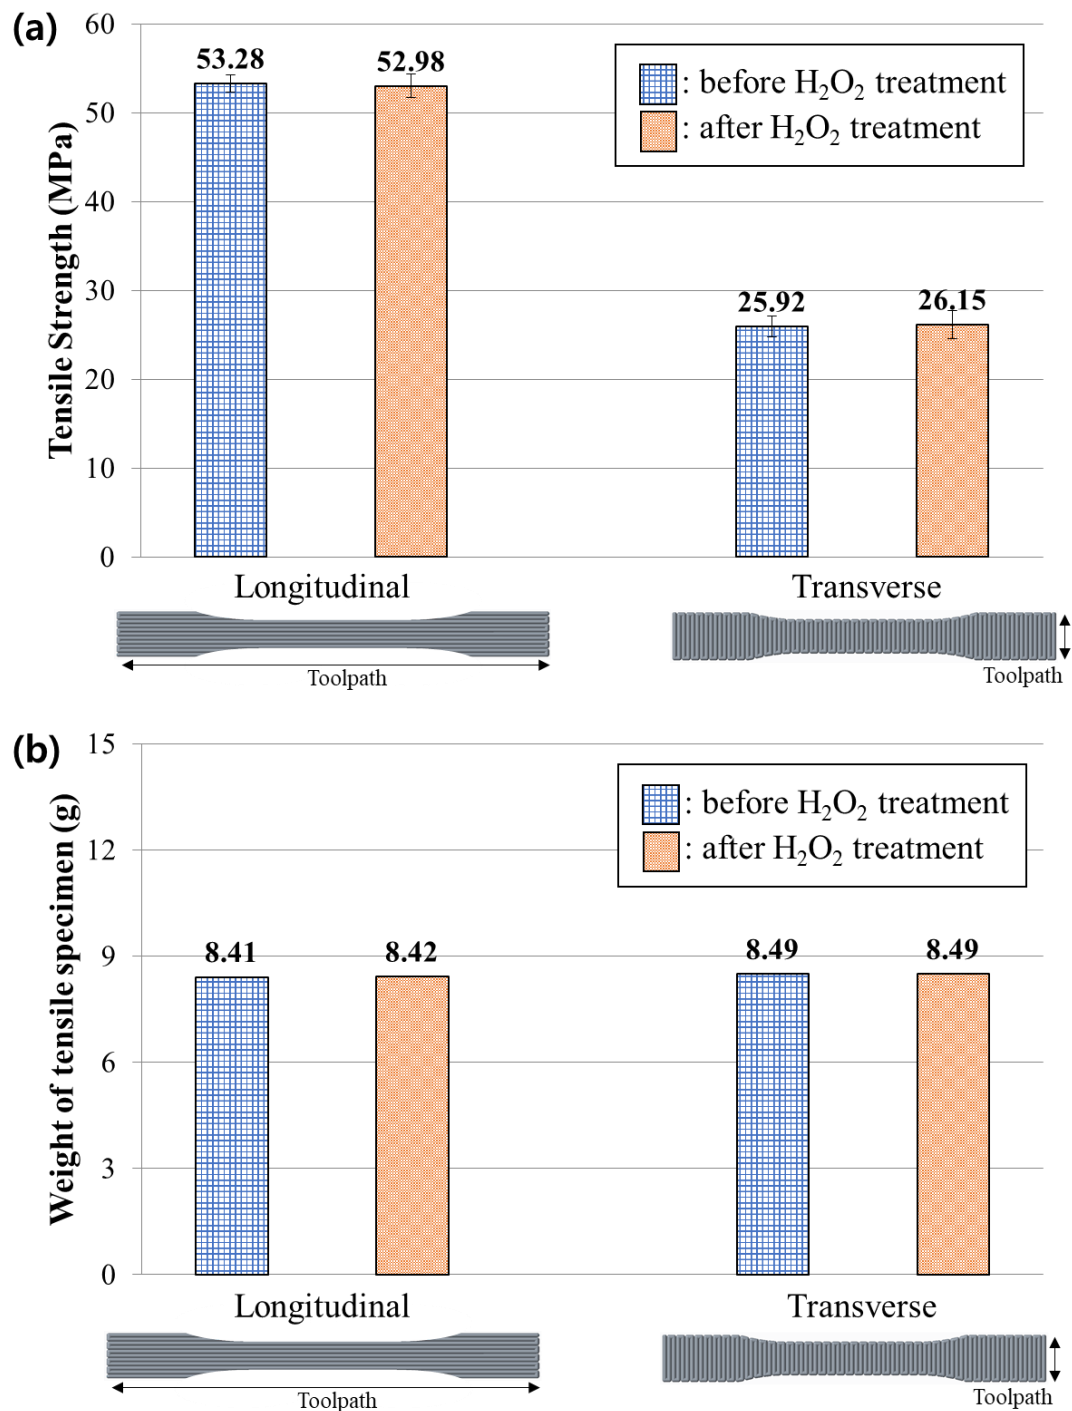 (a)
Tensile Strength (MPa)
60
50
40
30
20
10
0
53.28
52.98
25.92
26.15
: before H₂O₂ treatment
: after H₂O₂ treatment
Longitudinal
Transverse
Toolpath
Toolpath
(b)
Weight of tensile specimen (g)
15
12
9
6
3
0
8.41
8.42
8.49
8.49
: before H₂O₂ treatment
: after H₂O₂ treatment
Longitudinal
Transverse
Toolpath
Toolpath